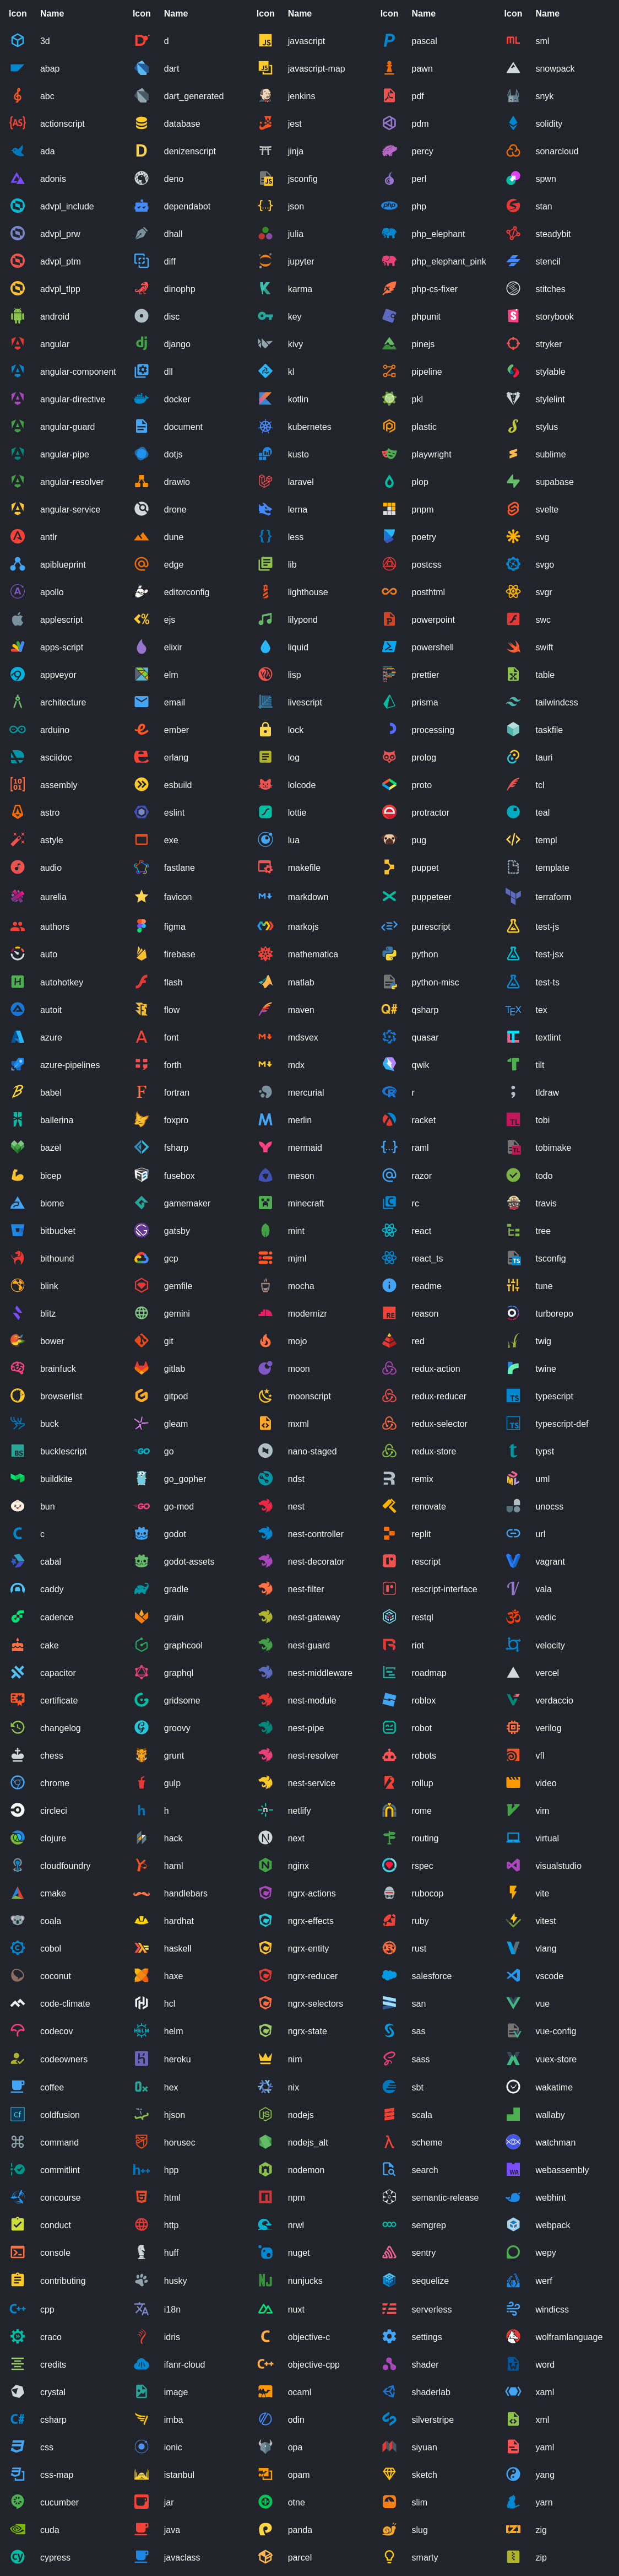 Icon Name Icon Name Icon Name Icon Name Icon Name
3d d javascript pascal sml
abap dart javascript-map pawn snowpack
abc dart_generated jenkins pdf snyk
actionscript database jest pdm solidity
ada denizenscript jinja percy sonarcloud
adonis deno jsconfig perl spwn
advpl_include dependabot json php stan
advpl_prw dhall julia php_elephant steadybit
advpl_ptm diff jupyter php_elephant_pink stencil
advpl_tlpp dinophp karma php-cs-fixer stitches
android disc key phpunit storybook
angular django kivy pinejs stryker
angular-component dll kl pipeline stylable
angular-directive docker kotlin pkl stylelint
angular-guard document kubernetes plastic stylus
angular-pipe dotjs kusto playwright sublime
angular-resolver drawio laravel plop supabase
angular-service drone lerna pnpm svelte
antlr dune less poetry svg
apiblueprint edge lib postcss svgo
apollo editorconfig lighthouse posthtml svgr
applescript ejs lilypond powerpoint swc
apps-script elixir liquid powershell swift
appveyor elm lisp prettier table
architecture email livescript prisma tailwindcss
arduino ember lock processing taskfile
asciidoc erlang log prolog tauri
assembly esbuild lolcode proto tcl
astro eslint lottie protractor teal
astyle exe lua pug templ
audio fastlane makefile puppet template
aurelia favicon markdown puppeteer terraform
authors figma markojs purescript test-js
auto firebase mathematica python test-jsx
autohotkey flash matlab python-misc test-ts
autoit flow maven qsharp tex
azure font mdsvex quasar textlint
azure-pipelines forth mdx qwik tilt
babel fortran mercurial r tldraw
ballerina foxpro merlin racket tobi
bazel fsharp mermaid raml tobimake
bicep fusebox meson razor todo
biome gamemaker minecraft rc travis
bitbucket gatsby mint react tree
bithound gcp mjml react_ts tsconfig
blink gemfile mocha readme tune
blitz gemini modernizr reason turborepo
bower git mojo red twig
brainfuck gitlab moon redux-action twine
browserlist gitpod moonscript redux-reducer typescript
buck gleam mxml redux-selector typescript-def
bucklescript go nano-staged redux-store typst
buildkite go_gopher ndst remix uml
bun go-mod nest renovate unocss
c godot nest-controller replit url
cabal godot-assets nest-decorator rescript vagrant
caddy gradle nest-filter rescript-interface vala
cadence grain nest-gateway restql vedic
cake graphcool nest-guard riot velocity
capacitor graphql nest-middleware roadmap vercel
certificate gridsome nest-module roblox verdaccio
changelog groovy nest-pipe robot verilog
chess grunt nest-resolver robots vfl
chrome gulp nest-service rollup video
circleci h netlify rome vim
clojure hack next routing virtual
cloudfoundry haml nginx rspec visualstudio
cmake handlebars ngrx-actions rubocop vite
coala hardhat ngrx-effects ruby vitest
cobol haskell ngrx-entity rust vlang
coconut haxe ngrx-reducer salesforce vscode
code-climate hcl ngrx-selectors san vue
codecov helm ngrx-state sas vue-config
codeowners heroku nim sass vuex-store
coffee hex nix sbt wakatime
coldfusion hjson nodejs scala wallaby
command horusec nodejs_alt scheme watchman
commitlint hpp nodemon search webassembly
concourse html npm semantic-release webhint
conduct http nrwl semgrep webpack
console huff nuget sentry wepy
contributing husky nunjucks sequelize werf
cpp i18n nuxt serverless windicss
craco idris objective-c settings wolframlanguage
credits ifanr-cloud objective-cpp shader word
crystal image ocaml shaderlab xaml
csharp imba odin silverstripe xml
css ionic opa siyuan yaml
css-map istanbul opam sketch yang
cucumber jar otne slim yarn
cuda java panda slug zig
cypress javaclass parcel smarty zip